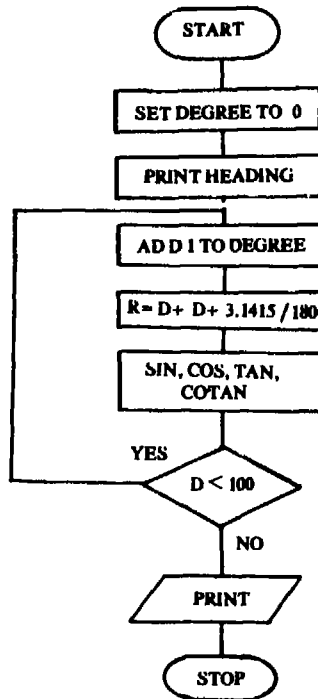 START
SET DEGREE TO 0
PRINT HEADING
AD D 1 TO DEGREE
R = D+ D+ 3.1415 / 180
SIN, COS, TAN,
COTAN
YES
D < 100
NO
PRINT
STOP